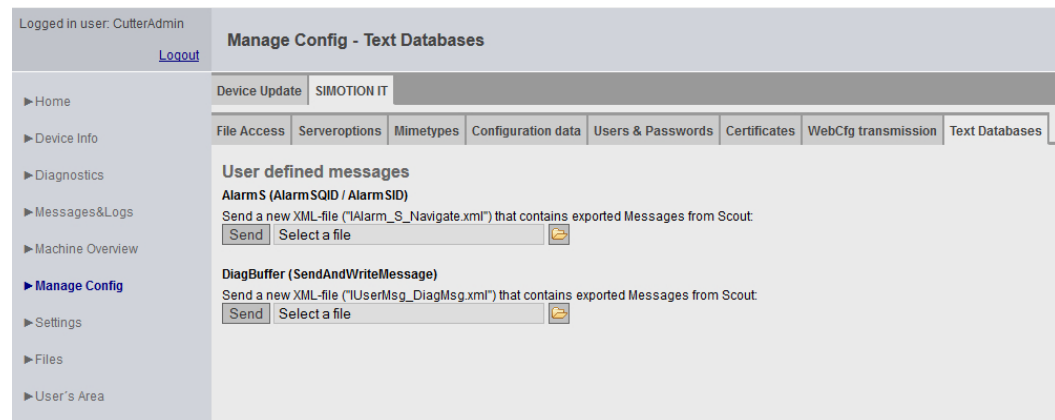 Logged in user: CutterAdmin
Logout
Manage Config - Text Databases
Device Update SIMOTION IT
File Access Serveroptions Mimetypes Configuration data Users & Passwords Certificates WebCfg transmission Text Databases
Home
Device Info
Diagnostics
Messages&Logs
Machine Overview
Manage Config
Settings
Files
User´s Area
User defined messages
AlarmS (AlarmSQID / AlarmSID)
Send a new XML-file ("IAlarm_S_Navigate.xml") that contains exported Messages from Scout:
Send Select a file
DiagBuffer (SendAndWriteMessage)
Send a new XML-file ("IUserMsg_DiagMsg.xml") that contains exported Messages from Scout:
Send Select a file